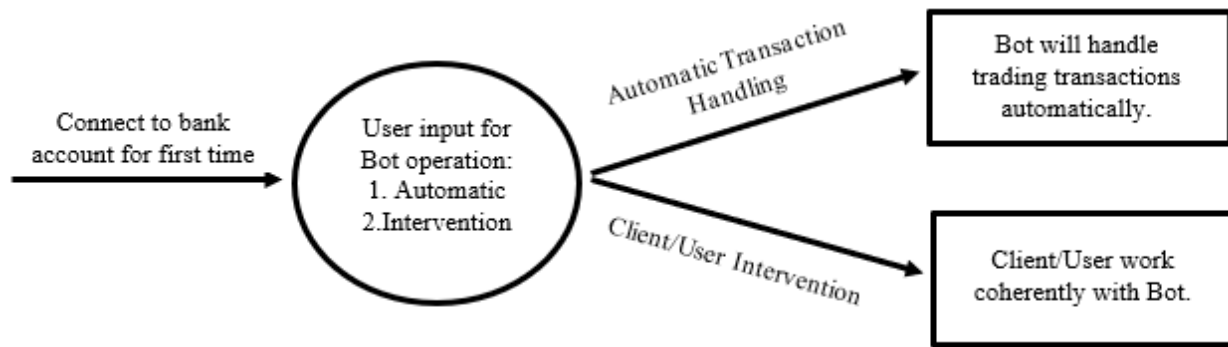 Connect to bank
account for first time
User input for
Bot operation:
1. Automatic
2.Intervention
Automatic Transaction
Handling
Client/User Intervention
Bot will handle
trading transactions
automatically.
Client/User work
coherently with Bot.